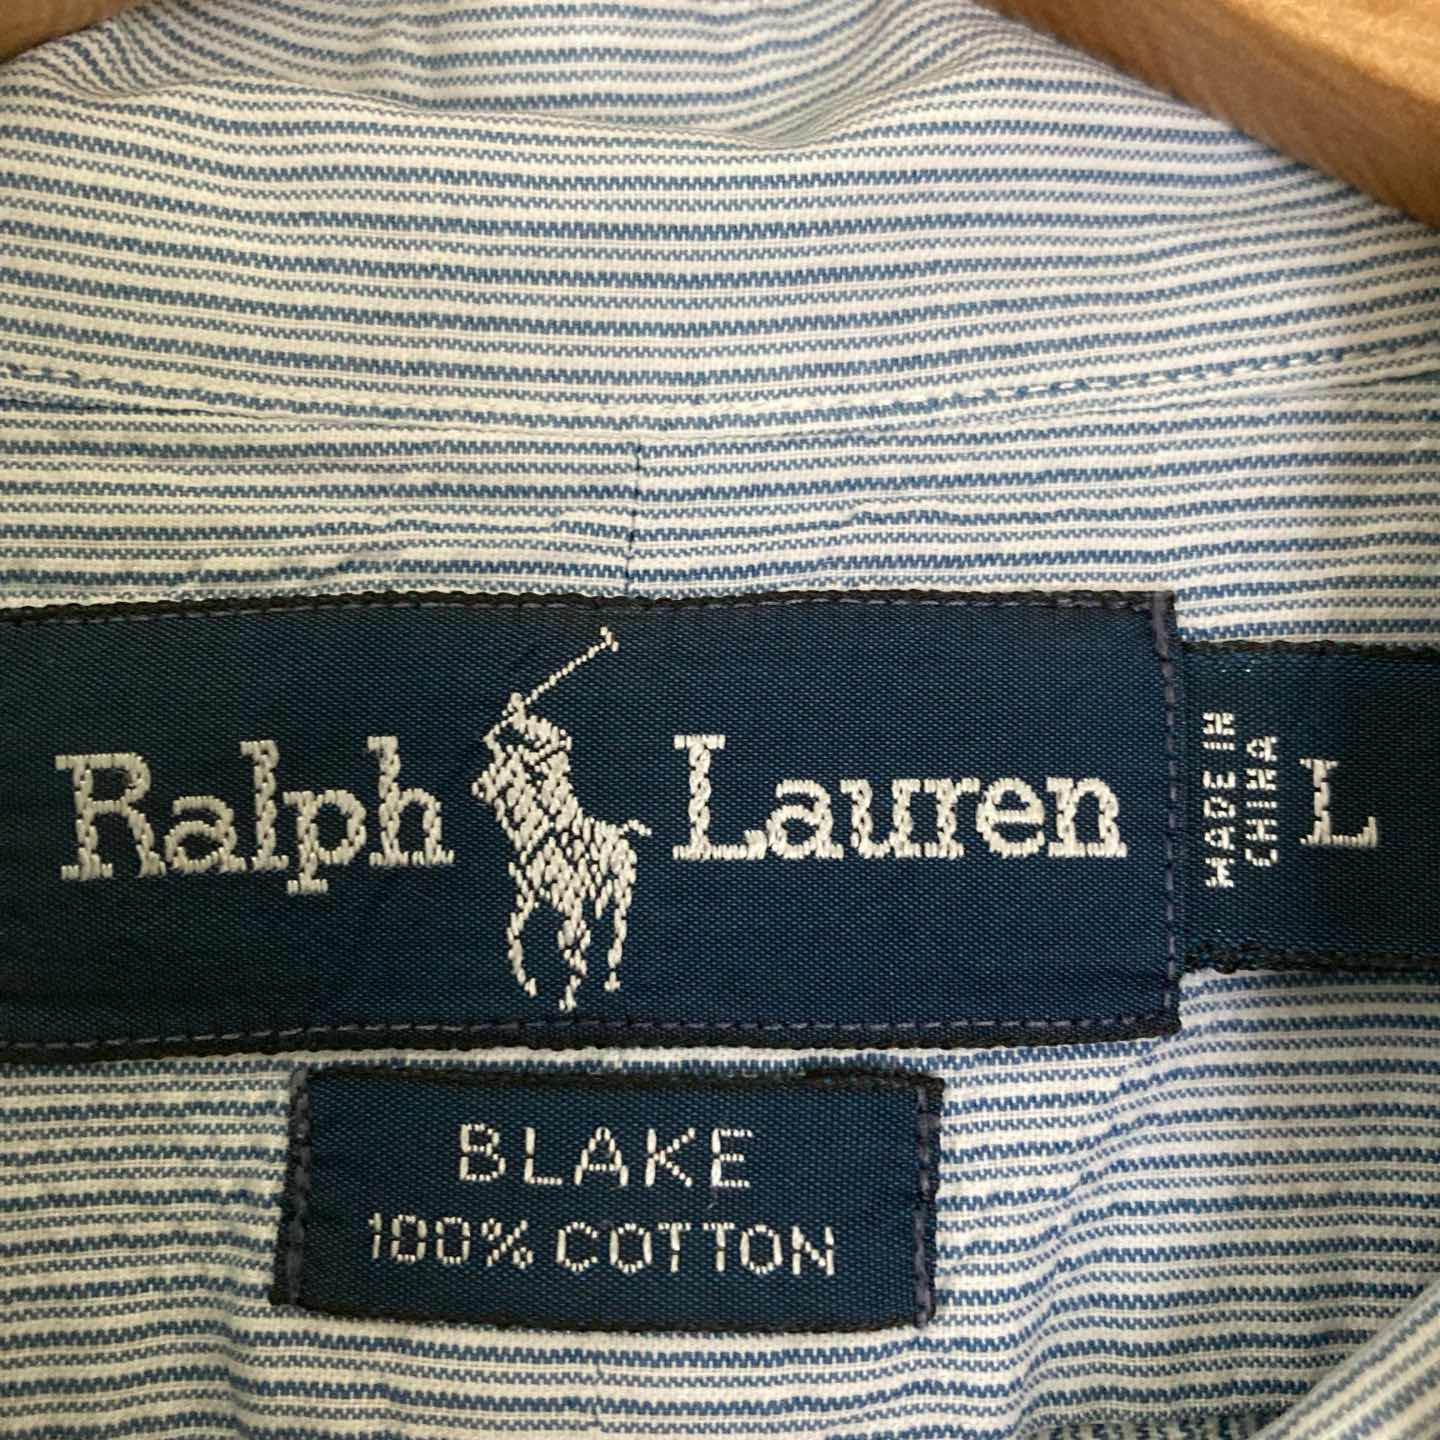 Ralph Lauren
MADE IN
CHINA
L
BLAKE
100% COTTON